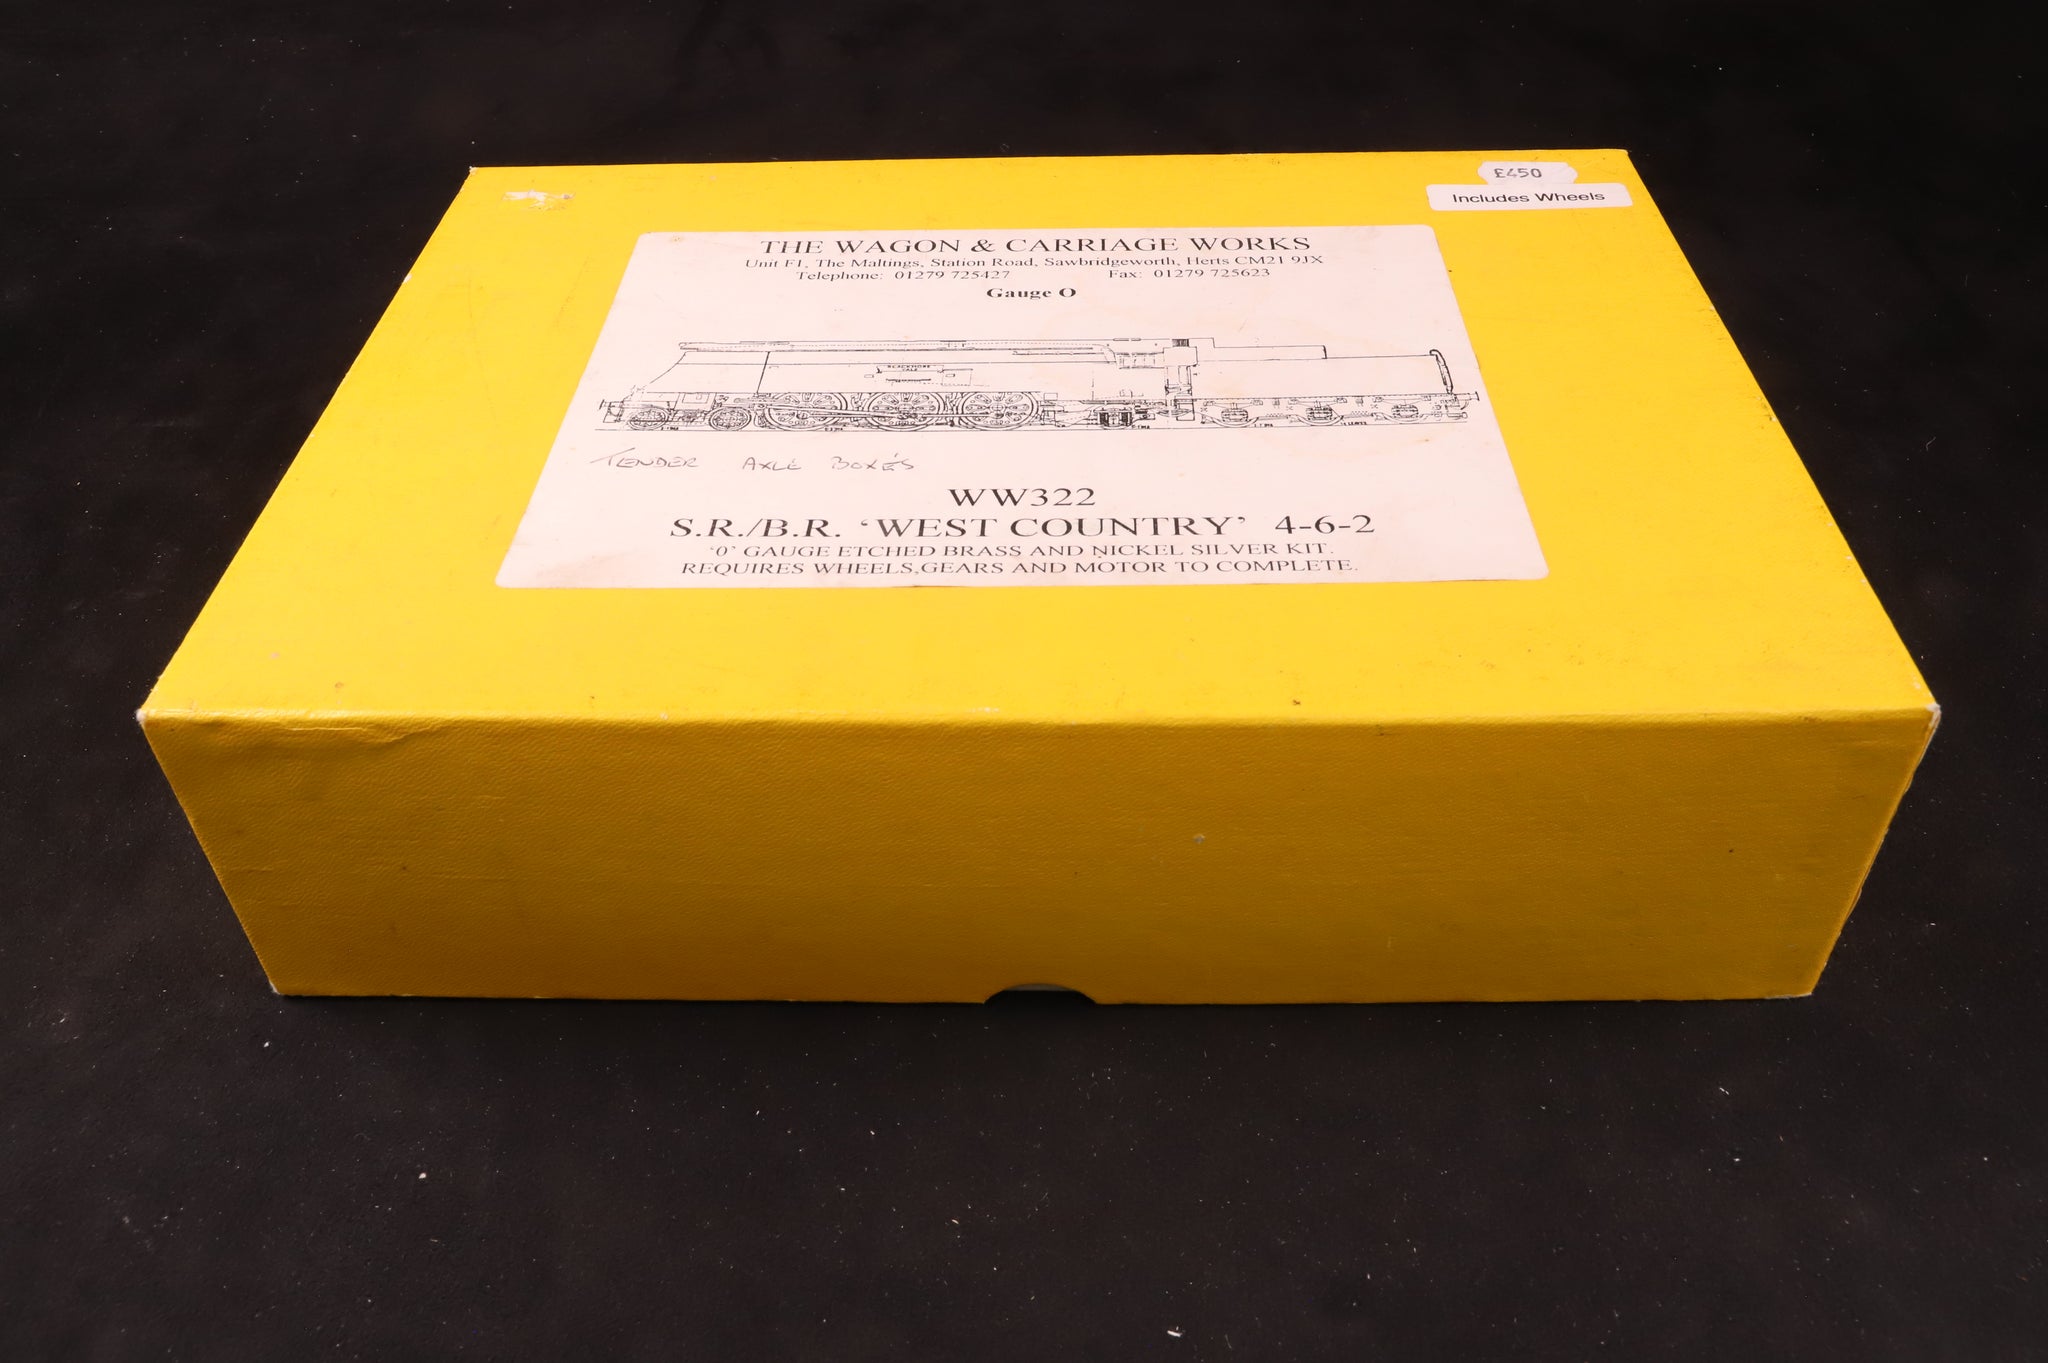 £450
Includes Wheels
THE WAGON & CARRIAGE WORKS
Unit F1, The Maltings, Station Road, Sawbridgeworth, Herts CM21 9JX
Telephone: 01279 725427 Fax: 01279 725623
Gauge O
BLACKMORE
VALE
TENDER AXLE BOXES
WW322
S.R./B.R. ‘WEST COUNTRY’ 4-6-2
‘0’ GAUGE ETCHED BRASS AND NICKEL SILVER KIT.
REQUIRES WHEELS,GEARS AND MOTOR TO COMPLETE.